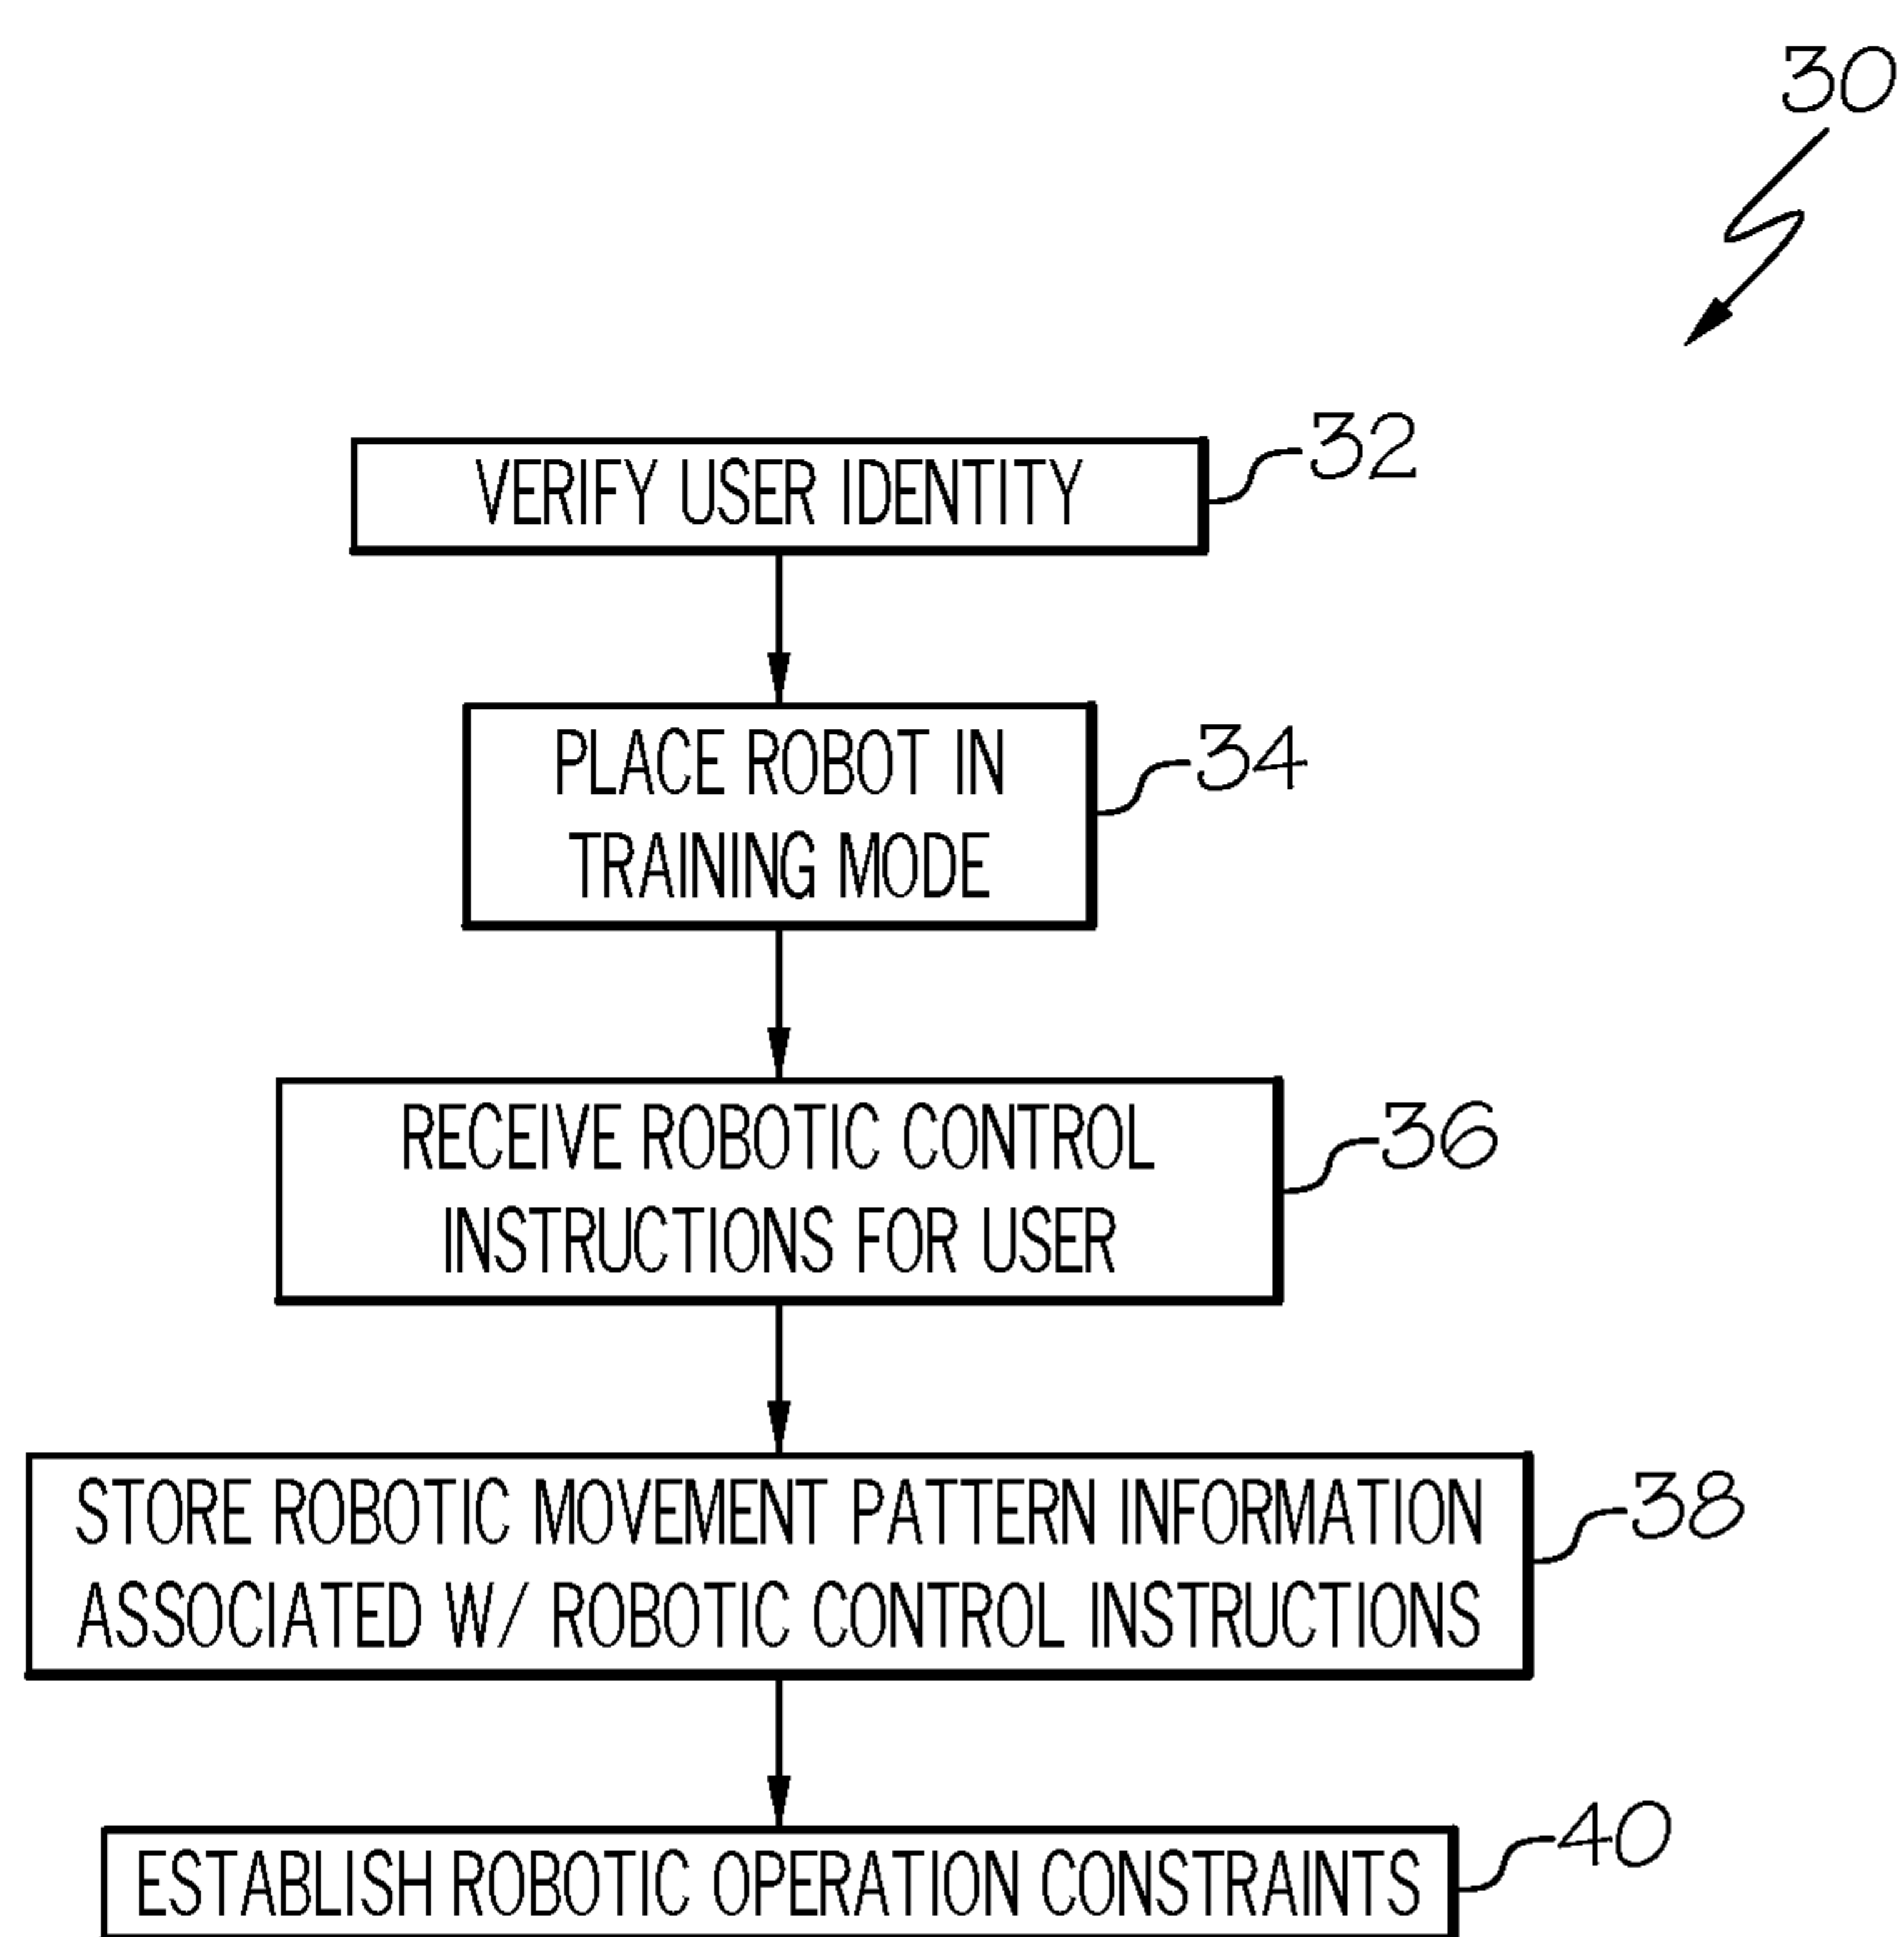 30
VERIFY USER IDENTITY
32
PLACE ROBOT IN
TRAINING MODE
34
RECEIVE ROBOTIC CONTROL
INSTRUCTIONS FOR USER
36
STORE ROBOTIC MOVEMENT PATTERN INFORMATION
ASSOCIATED W/ ROBOTIC CONTROL INSTRUCTIONS
38
ESTABLISH ROBOTIC OPERATION CONSTRAINTS
40